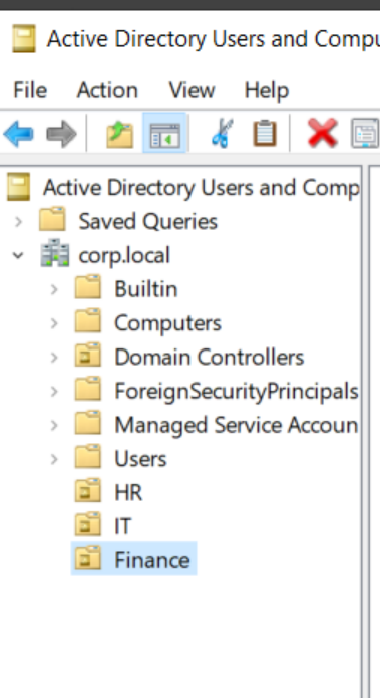 Active Directory Users and Compu
File Action View Help
Active Directory Users and Comp
Saved Queries
corp.local
Builtin
Computers
Domain Controllers
ForeignSecurityPrincipals
Managed Service Accoun
Users
HR
IT
Finance